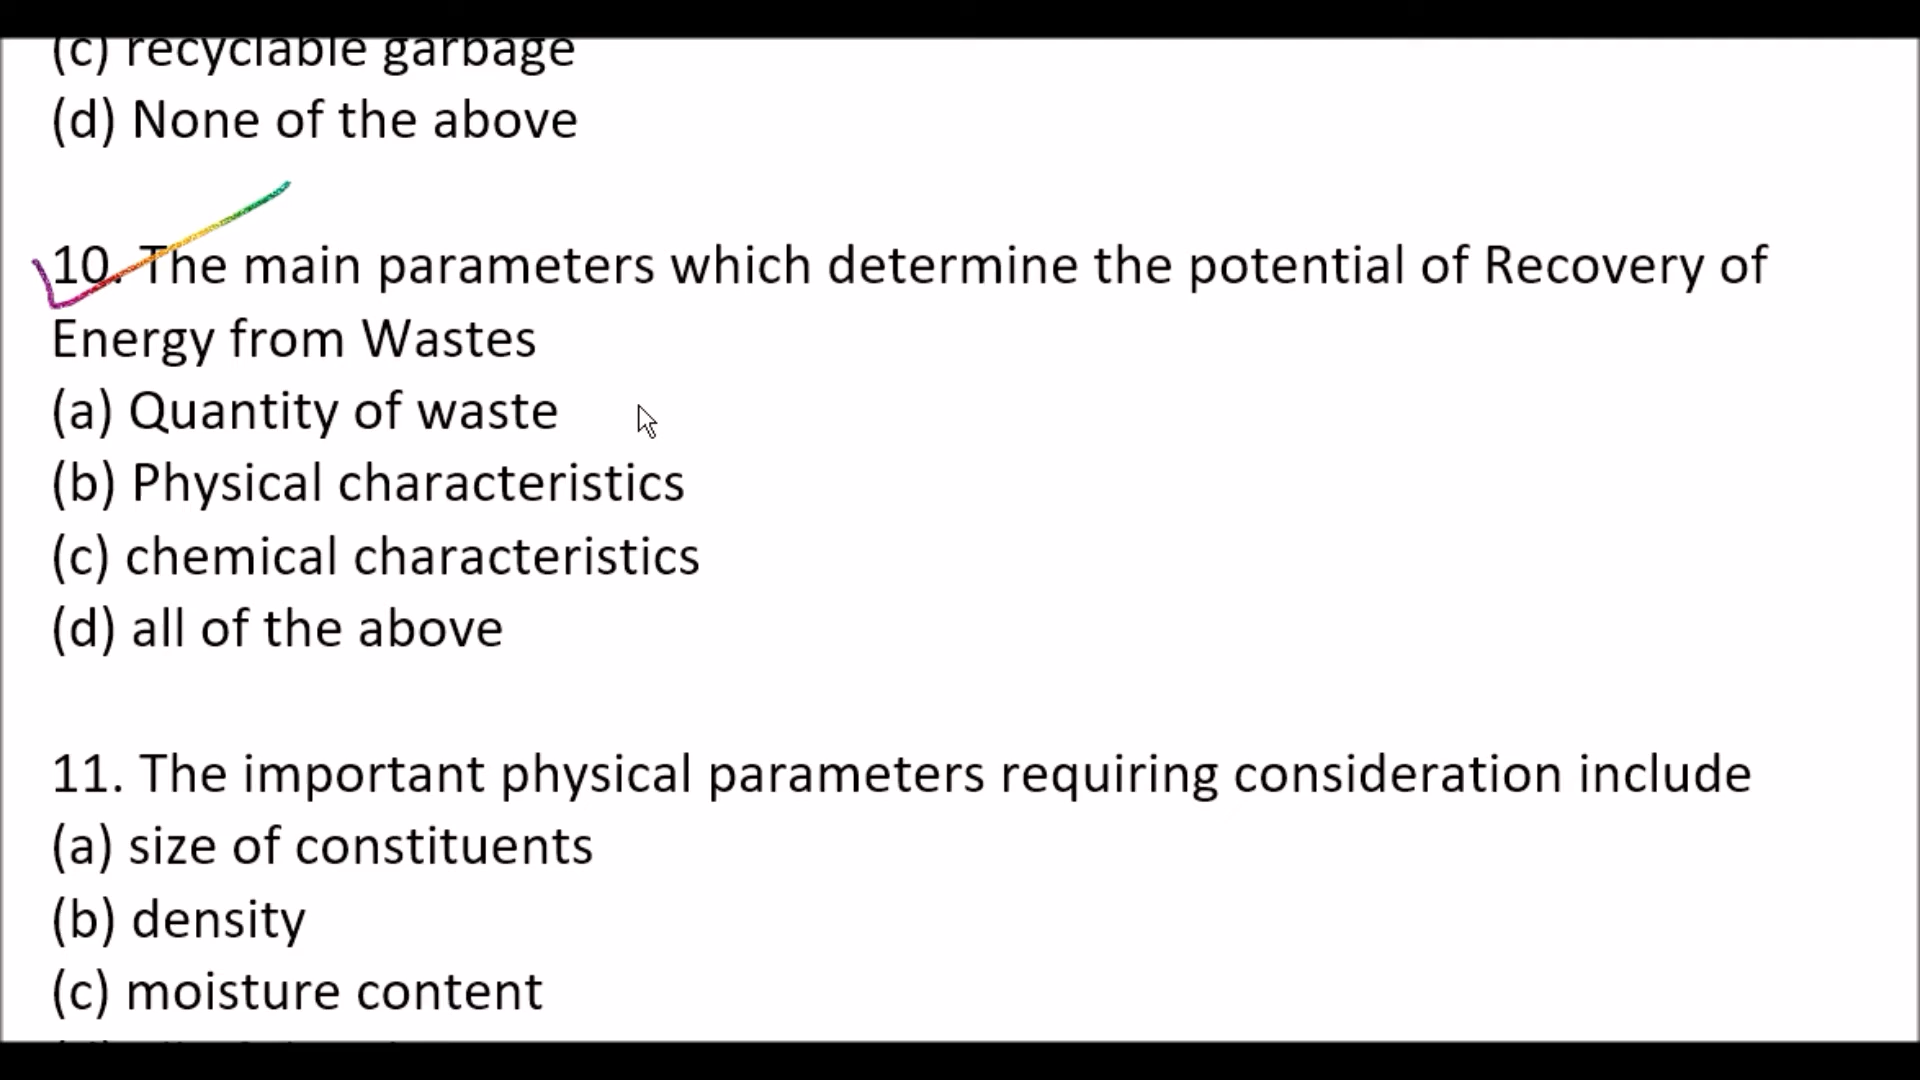 (c) recyclable garbage
(d) None of the above
10. The main parameters which determine the potential of Recovery of
Energy from Wastes
(a) Quantity of waste
(b) Physical characteristics
(c) chemical characteristics
(d) all of the above
11. The important physical parameters requiring consideration include
(a) size of constituents
(b) density
(c) moisture content